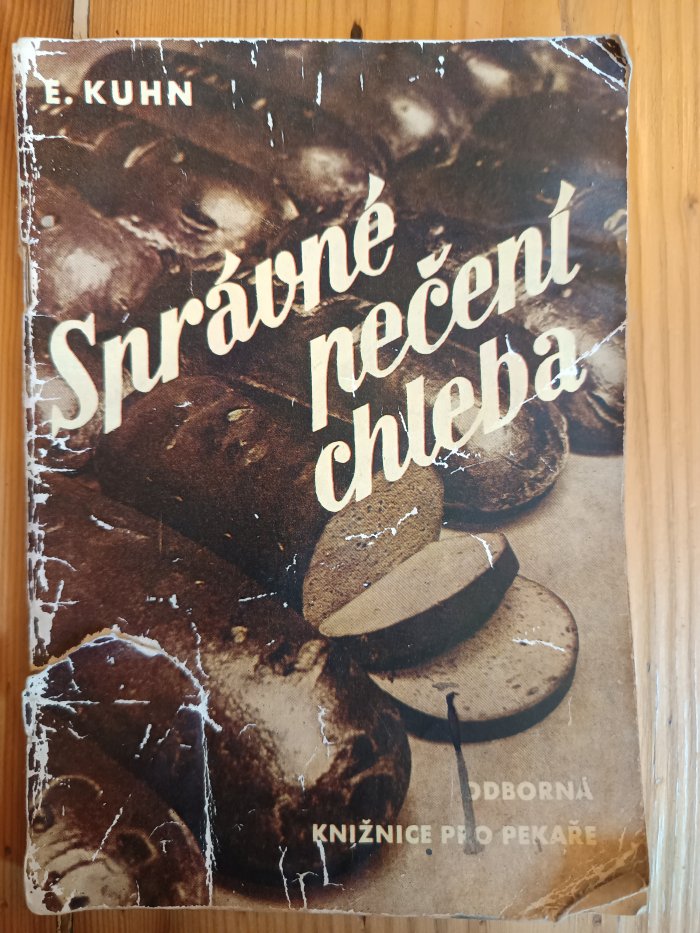 E. KUHN
Správné
pečení
chleba
ODBORNÁ
KNIŽNICE PRO PEKAŘE